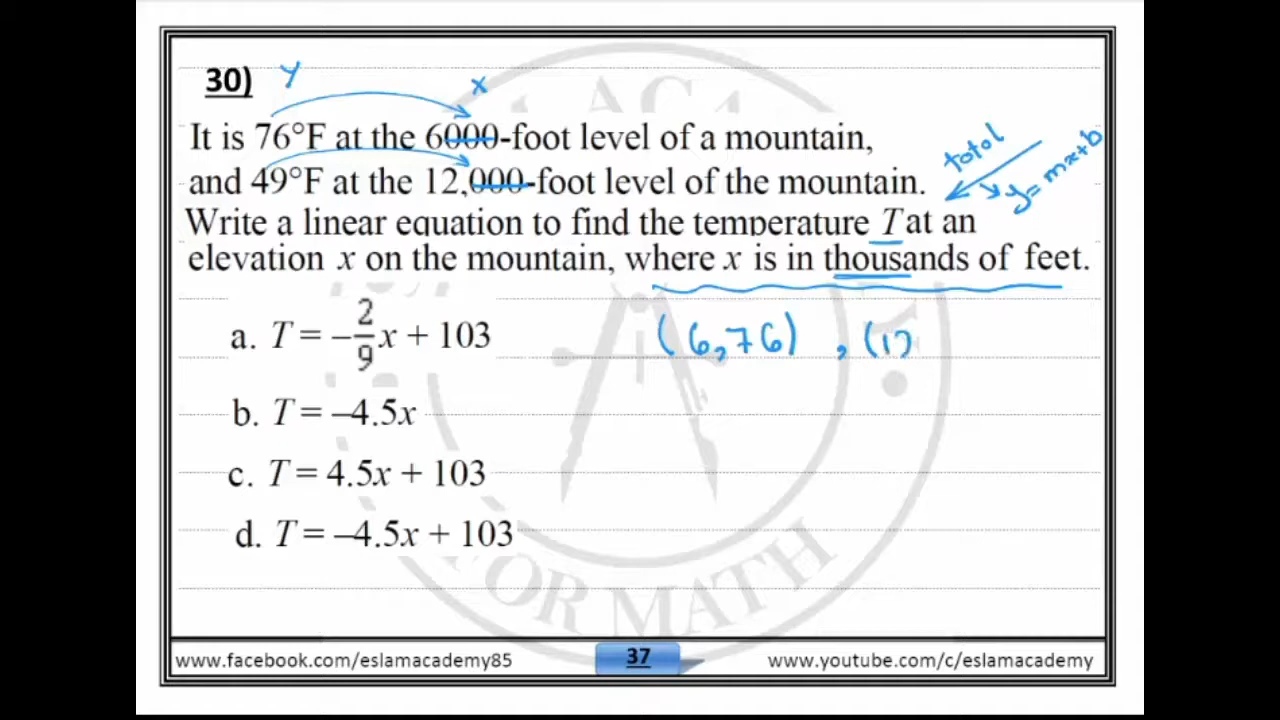 30) y x
It is 76°F at the 6000-foot level of a mountain,
and 49°F at the 12,000-foot level of the mountain.
total
y = mx+b
Write a linear equation to find the temperature T at an
elevation x on the mountain, where x is in thousands of feet.
a. T = –2/9x + 103
(6,76) , (12
b. T = –4.5x
c. T = 4.5x + 103
d. T = –4.5x + 103
FOR MATH
www.facebook.com/eslamacademy85
37
www.youtube.com/c/eslamacademy